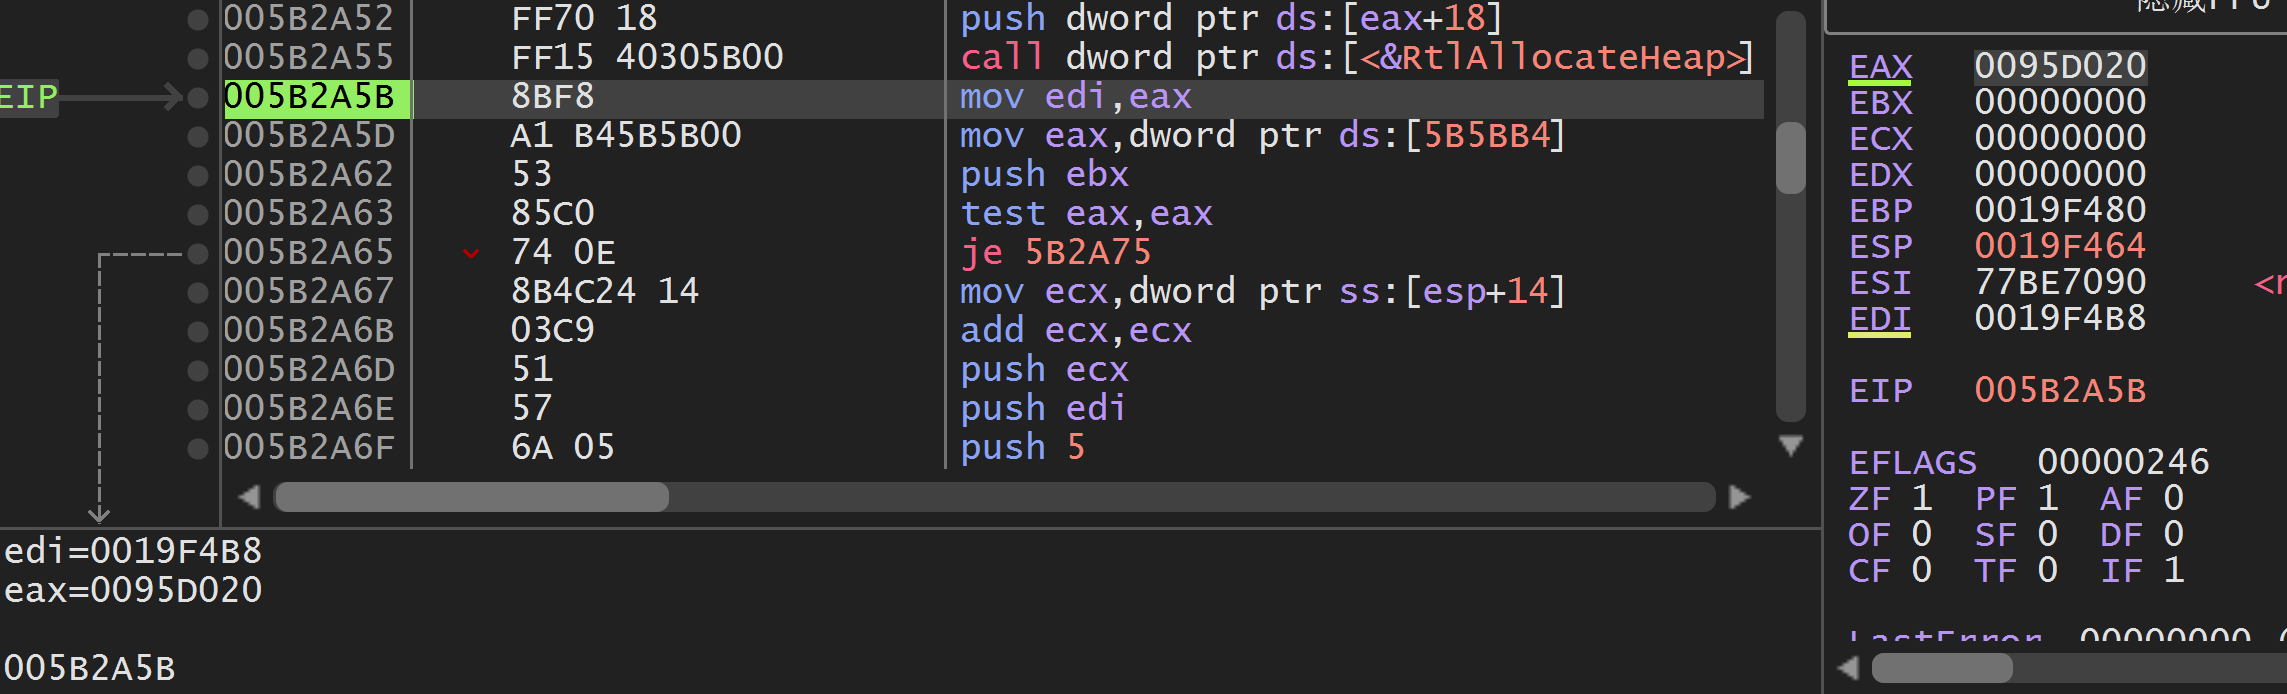 005B2A52 FF70 18 push dword ptr ds:[eax+18]
005B2A55 FF15 40305B00 call dword ptr ds:[<&RtlAllocateHeap>]
EIP 005B2A5B 8BF8 mov edi,eax
005B2A5D A1 B45B5B00 mov eax,dword ptr ds:[5B5BB4]
005B2A62 53 push ebx
005B2A63 85C0 test eax,eax
005B2A65 74 0E je 5B2A75
005B2A67 8B4C24 14 mov ecx,dword ptr ss:[esp+14]
005B2A6B 03C9 add ecx,ecx
005B2A6D 51 push ecx
005B2A6E 57 push edi
005B2A6F 6A 05 push 5
edi=0019F4B8
eax=0095D020
005B2A5B
隐藏FPU
EAX 0095D020
EBX 00000000
ECX 00000000
EDX 00000000
EBP 0019F480
ESP 0019F464
ESI 77BE7090 <r
EDI 0019F4B8
EIP 005B2A5B
EFLAGS 00000246
ZF 1 PF 1 AF 0
OF 0 SF 0 DF 0
CF 0 TF 0 IF 1
LastError 00000000